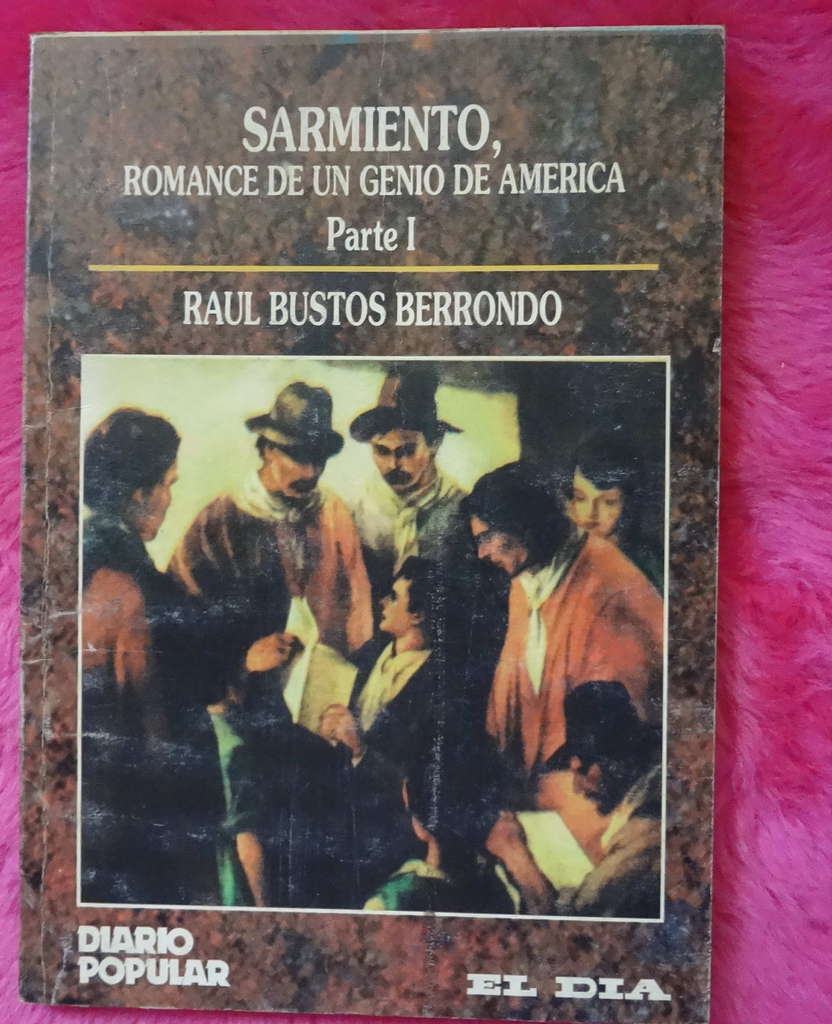 SARMIENTO,
ROMANCE DE UN GENIO DE AMERICA
Parte I
RAUL BUSTOS BERRONDO
DIARIO
POPULAR
EL DIA